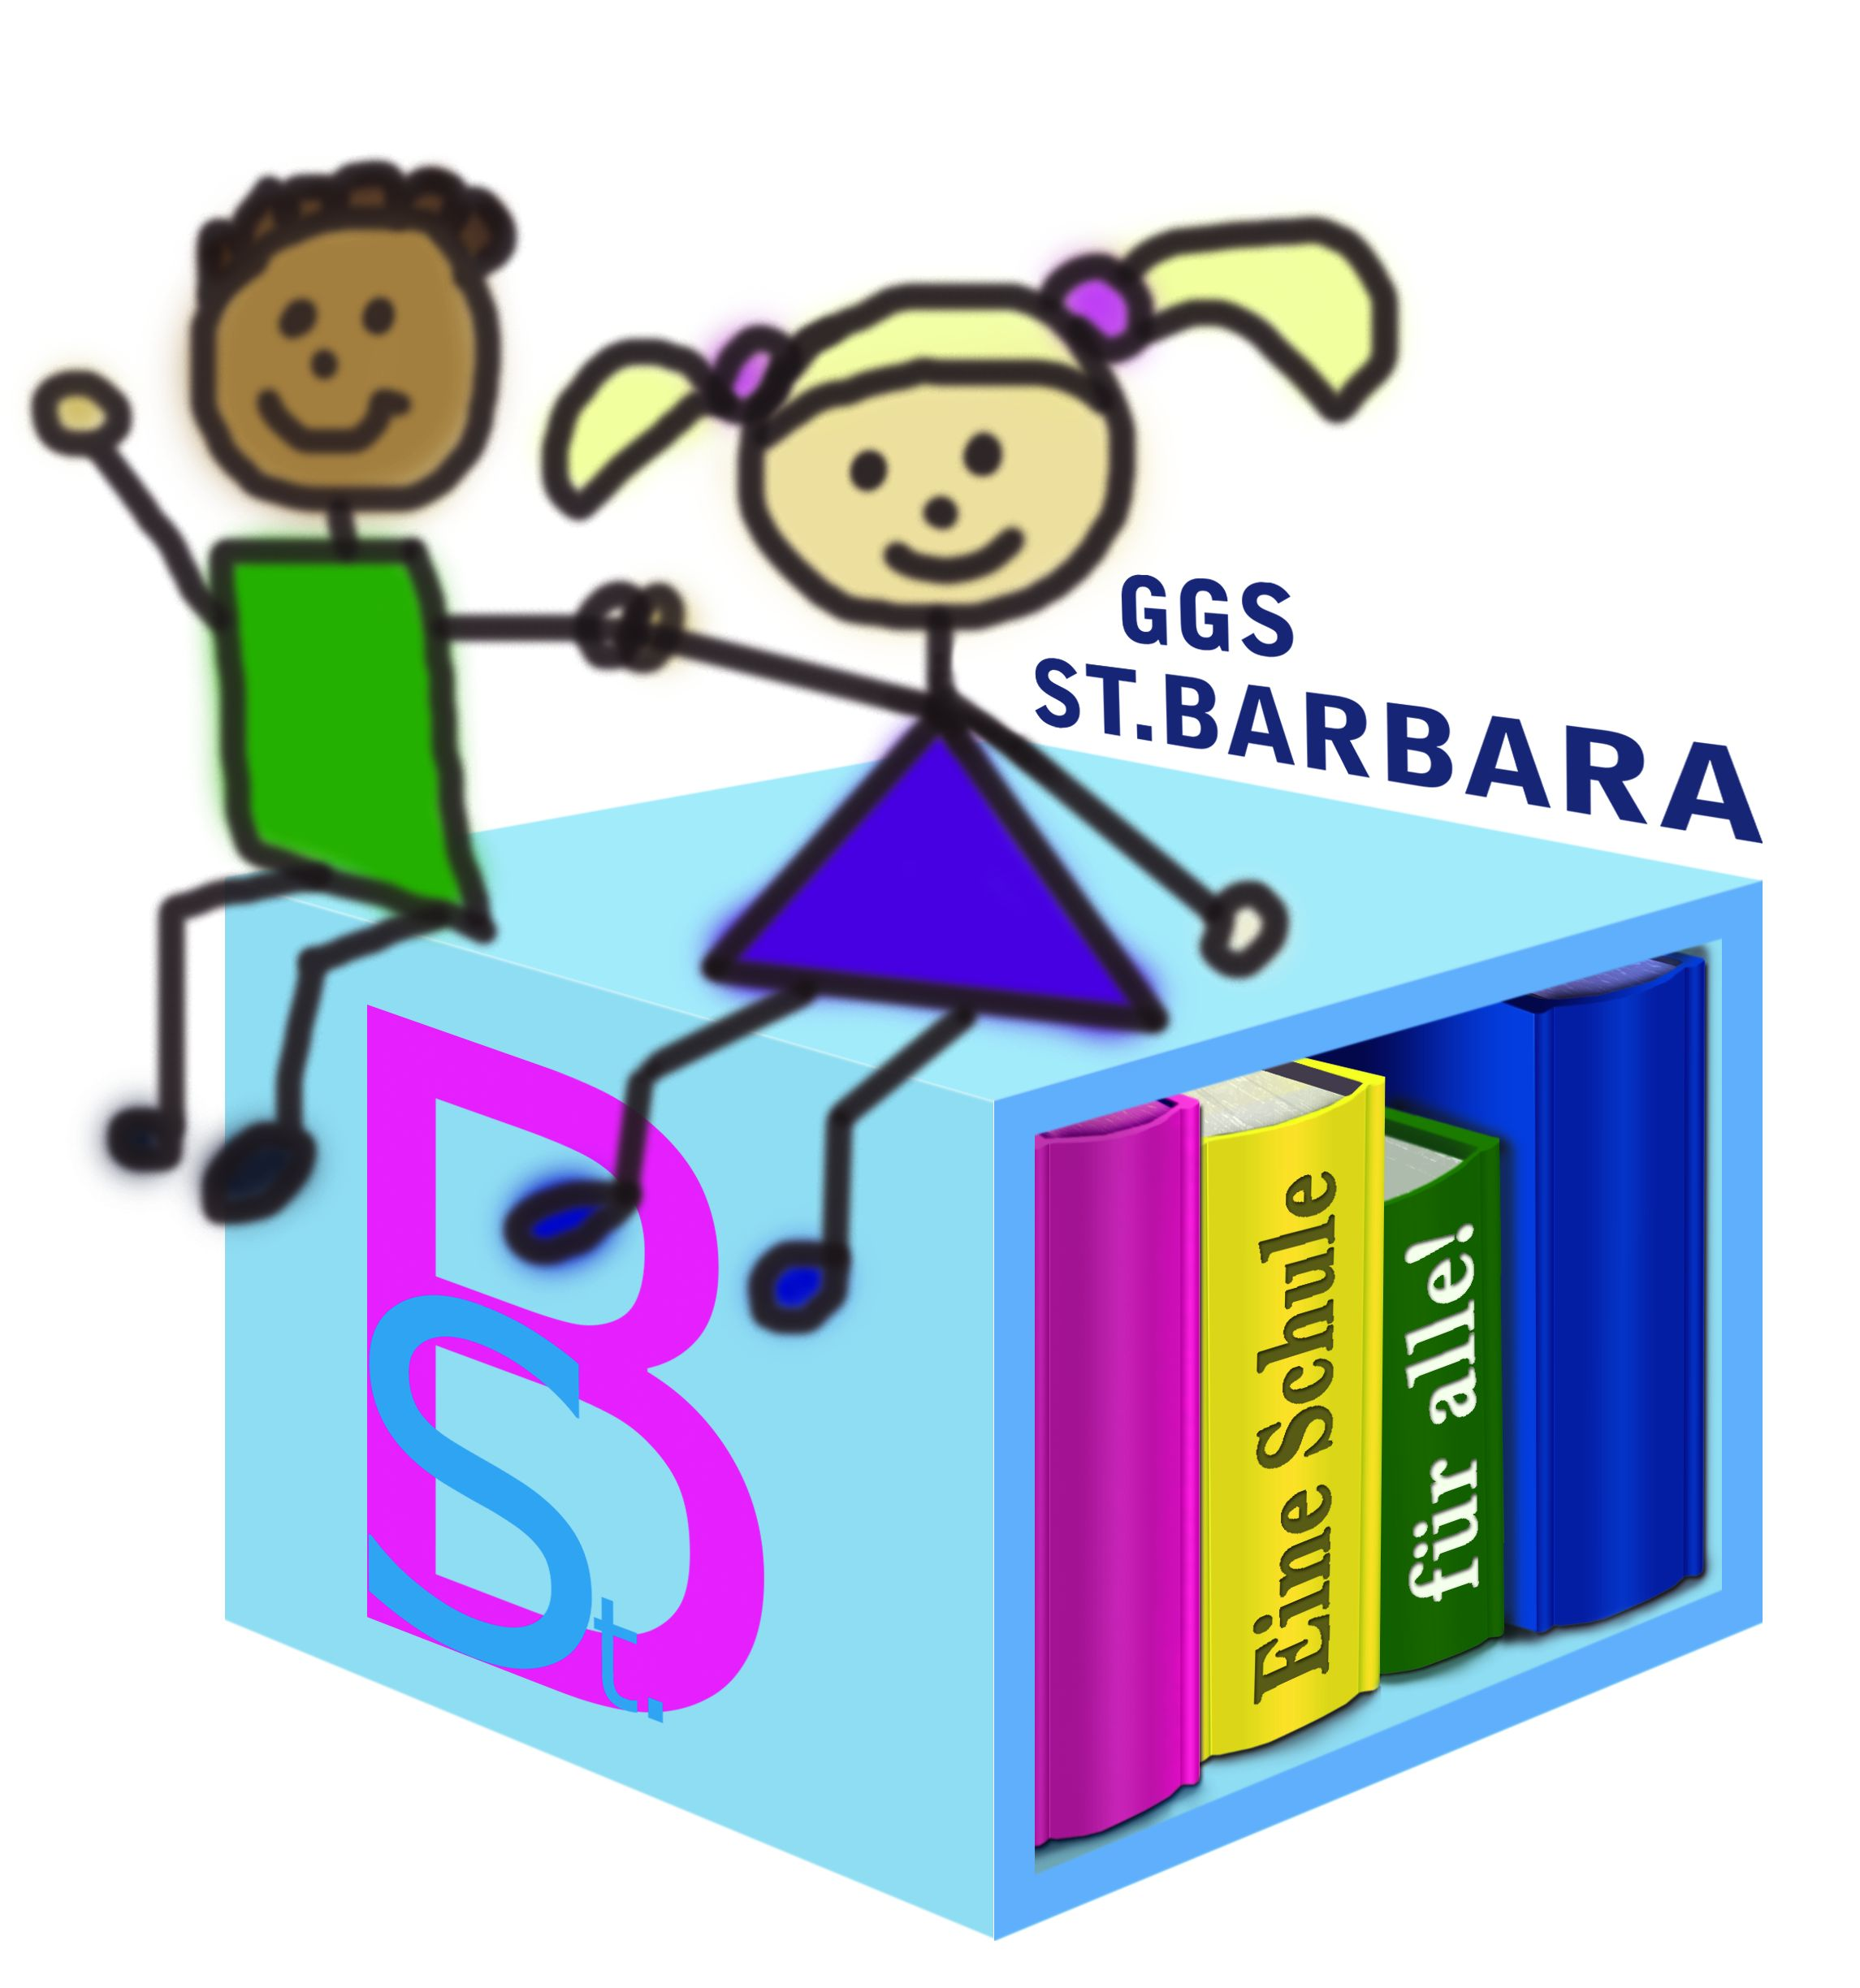 GGS
ST.BARBARA
B
St.
Eine Schule
für alle!